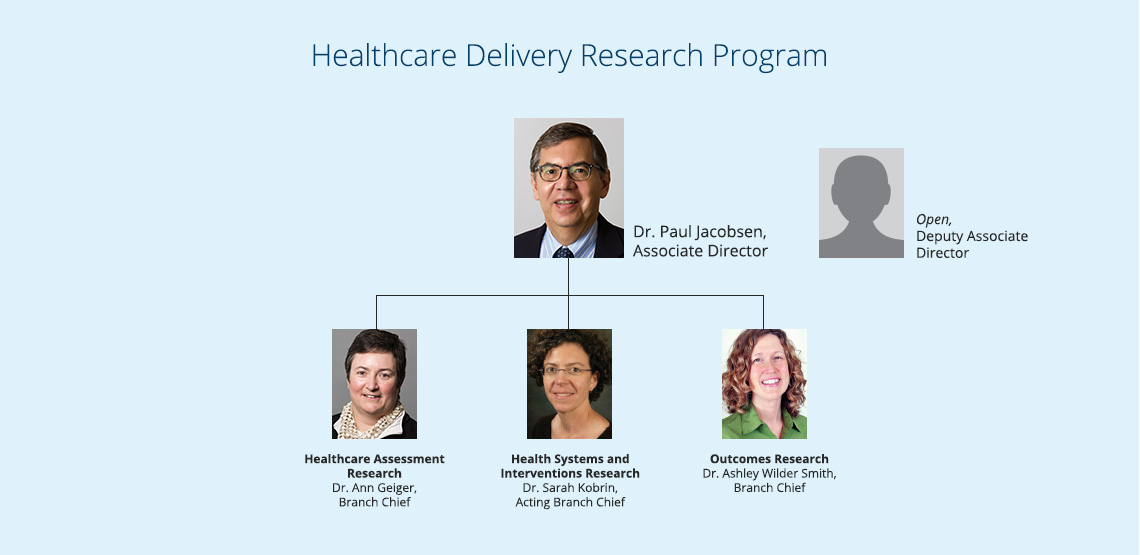 Healthcare Delivery Research Program
Dr. Paul Jacobsen,
Associate Director
Open,
Deputy Associate
Director
Healthcare Assessment
Research
Dr. Ann Geiger,
Branch Chief
Health Systems and
Interventions Research
Dr. Sarah Kobrin,
Acting Branch Chief
Outcomes Research
Dr. Ashley Wilder Smith,
Branch Chief